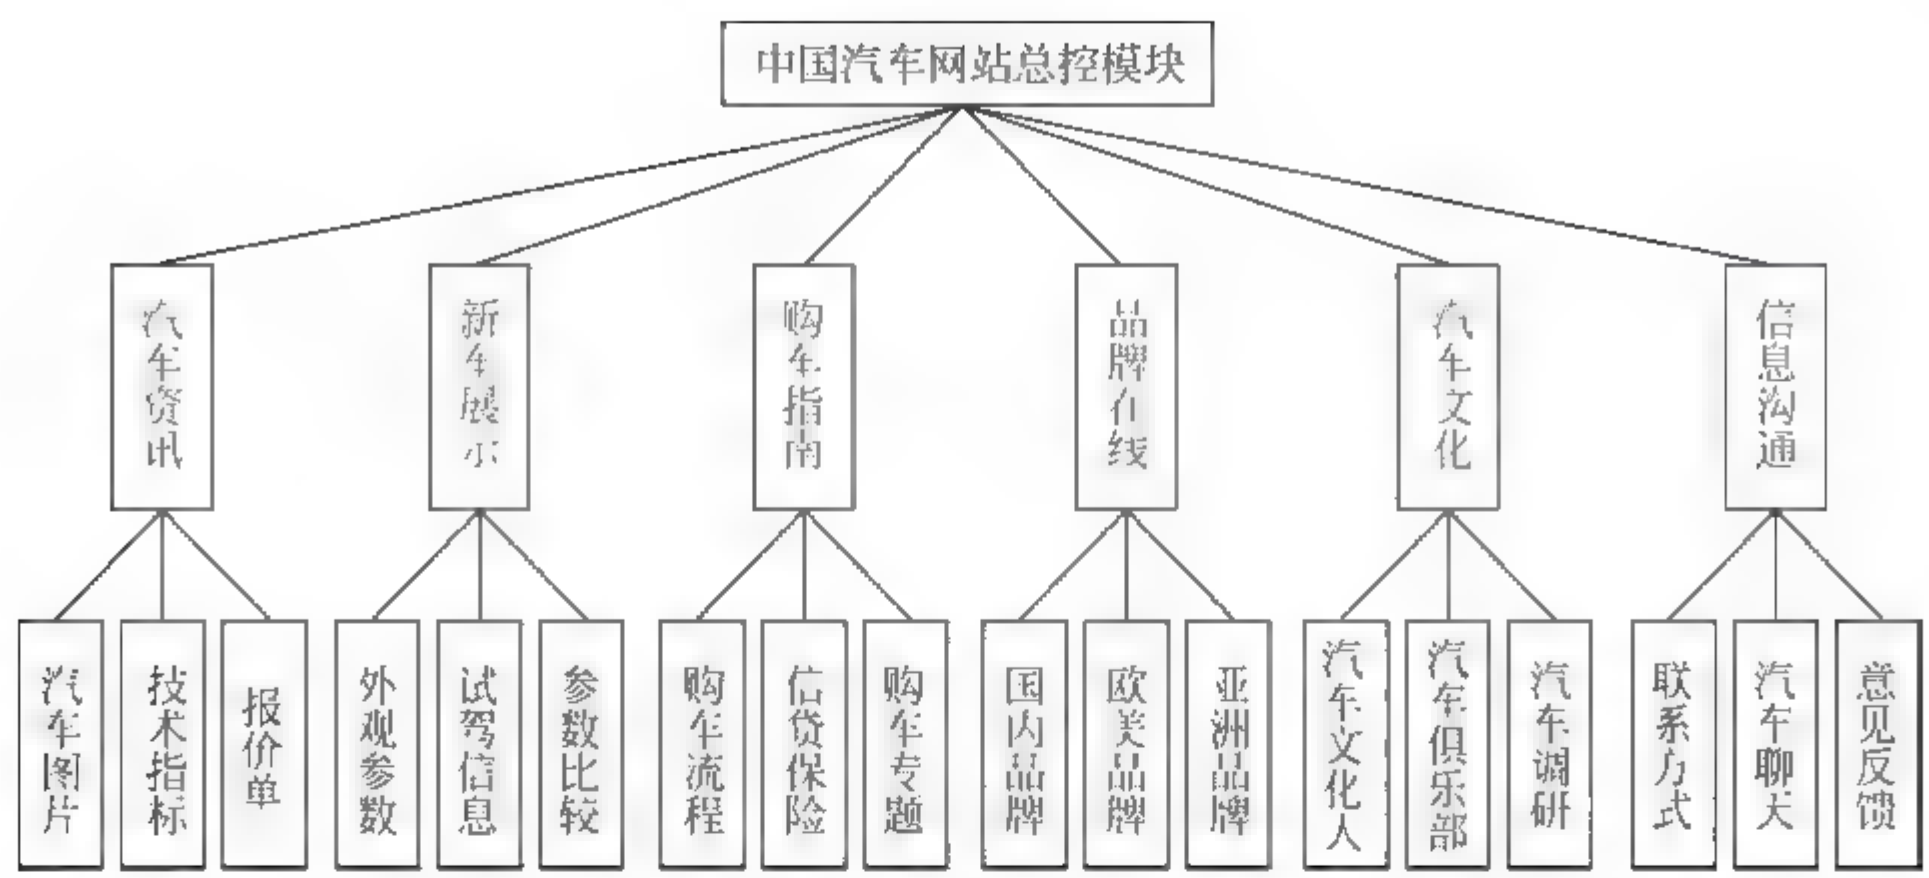 中国汽车网站总控模块
汽车资讯
新车展示
购车指南
品牌在线
汽车文化
信息沟通
汽车图片
技术指标
报价单
外观参数
试驾信息
参数比较
购车流程
信贷保险
购车专题
国内品牌
欧美品牌
亚洲品牌
汽车文化人
汽车俱乐部
汽车调研
联系方式
汽车聊天
意见反馈